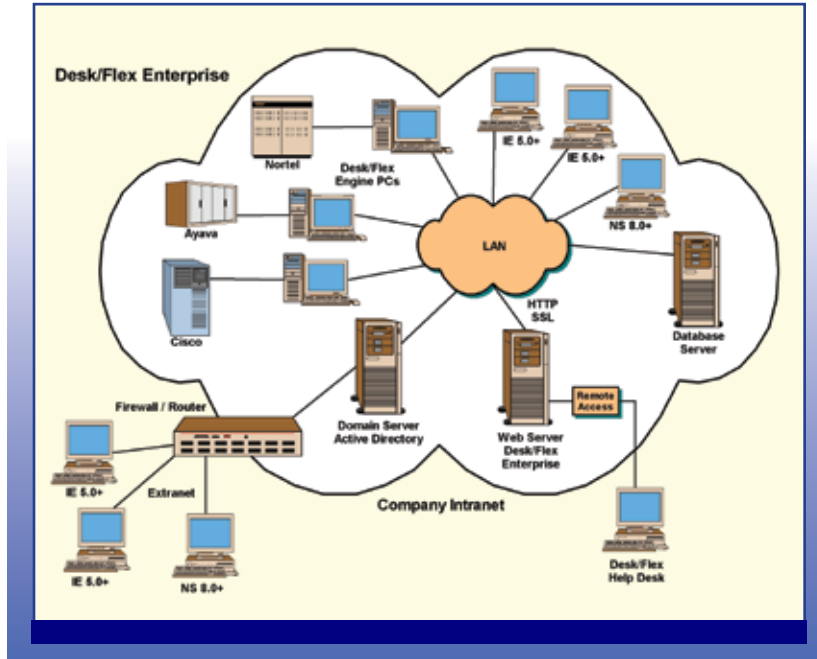 Desk/Flex Enterprise
Nortel
Desk/Flex
Engine PCs
IE 5.0+
IE 5.0+
NS 8.0+
Ayava
LAN
Cisco
HTTP
SSL
Database
Server
Domain Server
Active Directory
Web Server
Desk/Flex
Enterprise
Remote
Access
Firewall / Router
IE 5.0+
Extranet
IE 5.0+
NS 8.0+
Company Intranet
Desk/Flex
Help Desk